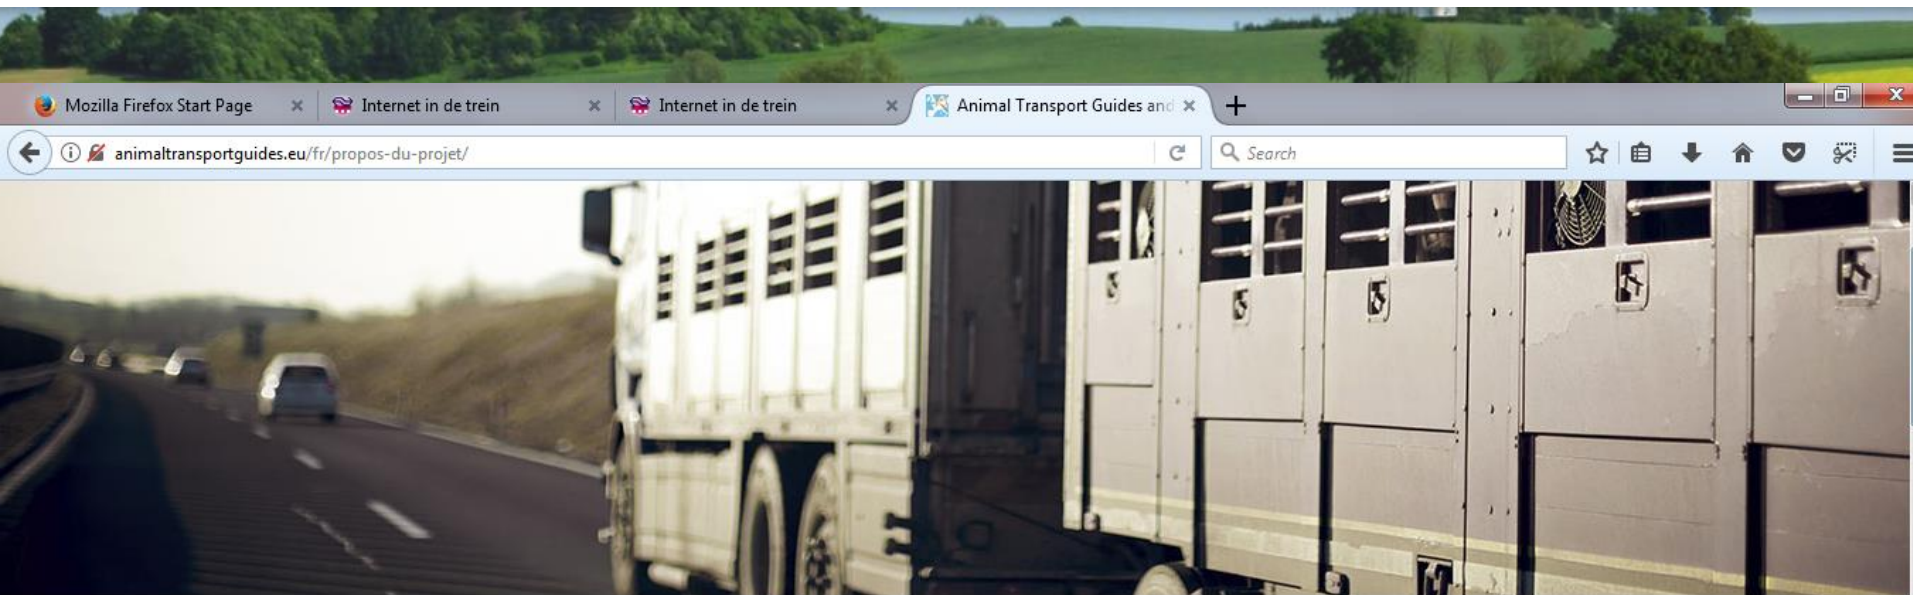 Mozilla Firefox Start Page
Internet in de trein
Internet in de trein
Animal Transport Guides and
animaltransportguides.eu/fr/propos-du-projet/
Search